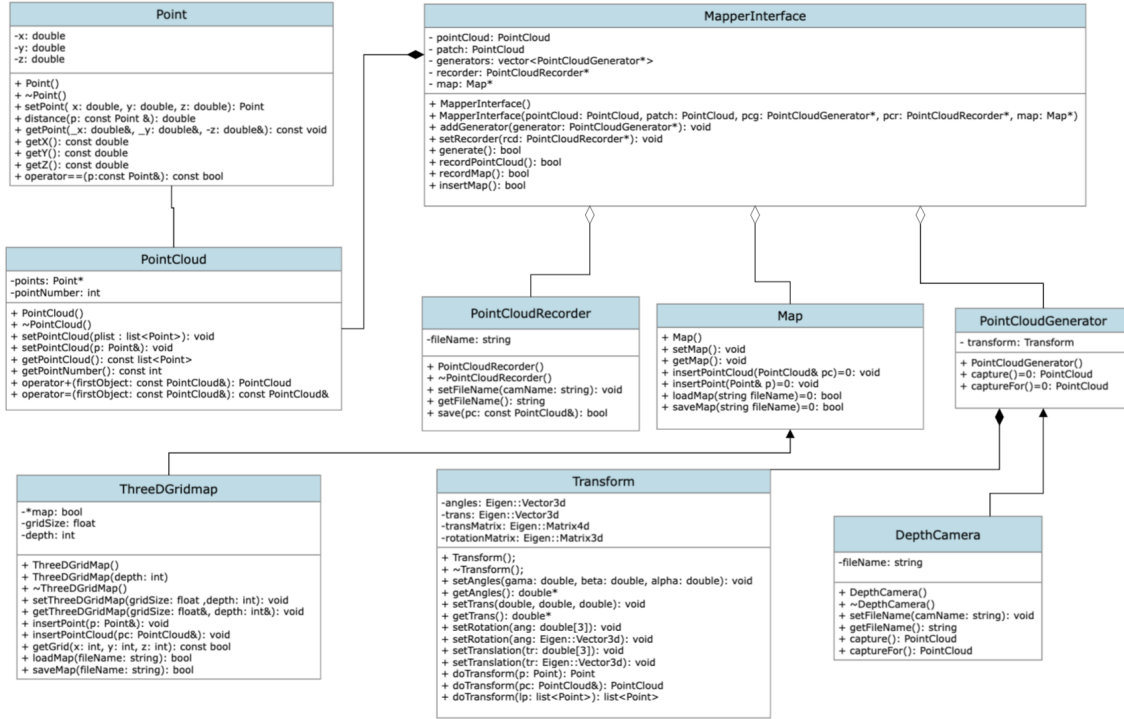 Point
-x: double
-y: double
-z: double
+ Point()
+ ~Point()
+ setPoint( x: double, y: double, z: double): Point
+ distance(p: const Point &): double
+ getPoint(_x: double&, _y: double&, -z: double&): const void
+ getX(): const double
+ getY(): const double
+ getZ(): const double
+ operator==(p:const Point&): const bool
MapperInterface
- pointCloud: PointCloud
- patch: PointCloud
- generators: vector<PointCloudGenerator*>
- recorder: PointCloudRecorder*
- map: Map*
+ MapperInterface()
+ MapperInterface(pointCloud: PointCloud, patch: PointCloud, pcg: PointCloudGenerator*, pcr: PointCloudRecorder*, map: Map*)
+ addGenerator(generator: PointCloudGenerator*): void
+ setRecorder(rcd: PointCloudRecorder*): void
+ generate(): bool
+ recordPointCloud(): bool
+ recordMap(): bool
+ insertMap(): bool
PointCloud
-points: Point*
-pointNumber: int
+ PointCloud()
+ ~PointCloud()
+ setPointCloud(plist : list<Point>): void
+ setPointCloud(p: Point&): void
+ getPointCloud(): const list<Point>
+ getPointNumber(): const int
+ operator+(firstObject: const PointCloud&): PointCloud
+ operator=(firstObject: const PointCloud&): const PointCloud&
PointCloudRecorder
-fileName: string
+ PointCloudRecorder()
+ ~PointCloudRecorder()
+ setFileName(camName: string): void
+ getFileName(): string
+ save(pc: const PointCloud&): bool
Map
+ Map()
+ setMap(): void
+ getMap(): void
+ insertPointCloud(PointCloud& pc)=0: void
+ insertPoint(Point& p)=0: void
+ loadMap(string fileName)=0: bool
+ saveMap(string fileName)=0: bool
PointCloudGenerator
- transform: Transform
+ PointCloudGenerator()
+ capture()=0: PointCloud
+ captureFor()=0: PointCloud
ThreeDGridmap
-*map: bool
-gridSize: float
-depth: int
+ ThreeDGridMap()
+ ThreeDGridMap(depth: int)
+ ~ThreeDGridMap()
+ setThreeDGridMap(gridSize: float ,depth: int): void
+ getThreeDGridMap(gridSize: float&, depth: int&): void
+ insertPoint(p: Point&): void
+ insertPointCloud(pc: PointCloud&): void
+ getGrid(x: int, y: int, z: int): const bool
+ loadMap(fileName: string): bool
+ saveMap(fileName: string): bool
Transform
-angles: Eigen::Vector3d
-trans: Eigen::Vector3d
-transMatrix: Eigen::Matrix4d
-rotationMatrix: Eigen::Matrix3d
+ Transform();
+ ~Transform();
+ setAngles(gama: double, beta: double, alpha: double): void
+ getAngles(): double*
+ setTrans(double, double, double): void
+ getTrans(): double*
+ setRotation(ang: double[3]): void
+ setRotation(ang: Eigen::Vector3d): void
+ setTranslation(tr: double[3]): void
+ setTranslation(tr: Eigen::Vector3d): void
+ doTransform(p: Point): Point
+ doTransform(pc: PointCloud&): PointCloud
+ doTransform(lp: list<Point>): list<Point>
DepthCamera
-fileName: string
+ DepthCamera()
+ ~DepthCamera()
+ setFileName(camName: string): void
+ getFileName(): string
+ capture(): PointCloud
+ captureFor(): PointCloud